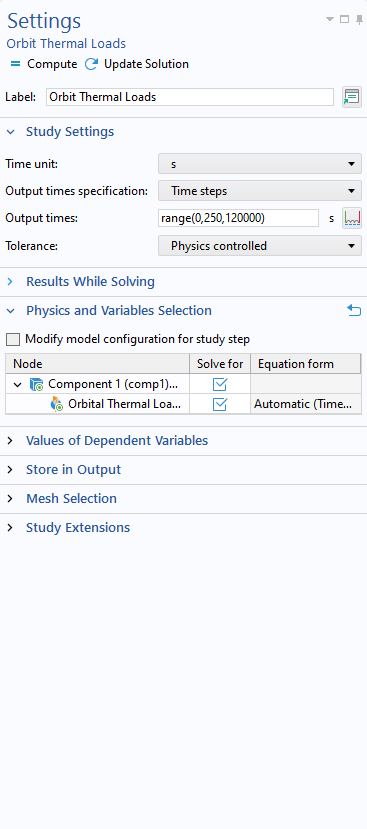 Settings
Orbit Thermal Loads
Compute Update Solution
Label: Orbit Thermal Loads
Study Settings
Time unit: s
Output times specification: Time steps
Output times: range(0,250,120000) s
Tolerance: Physics controlled
Results While Solving
Physics and Variables Selection
Modify model configuration for study step
Node Solve for Equation form
Component 1 (comp1)...
Orbital Thermal Loa... Automatic (Time...
Values of Dependent Variables
Store in Output
Mesh Selection
Study Extensions